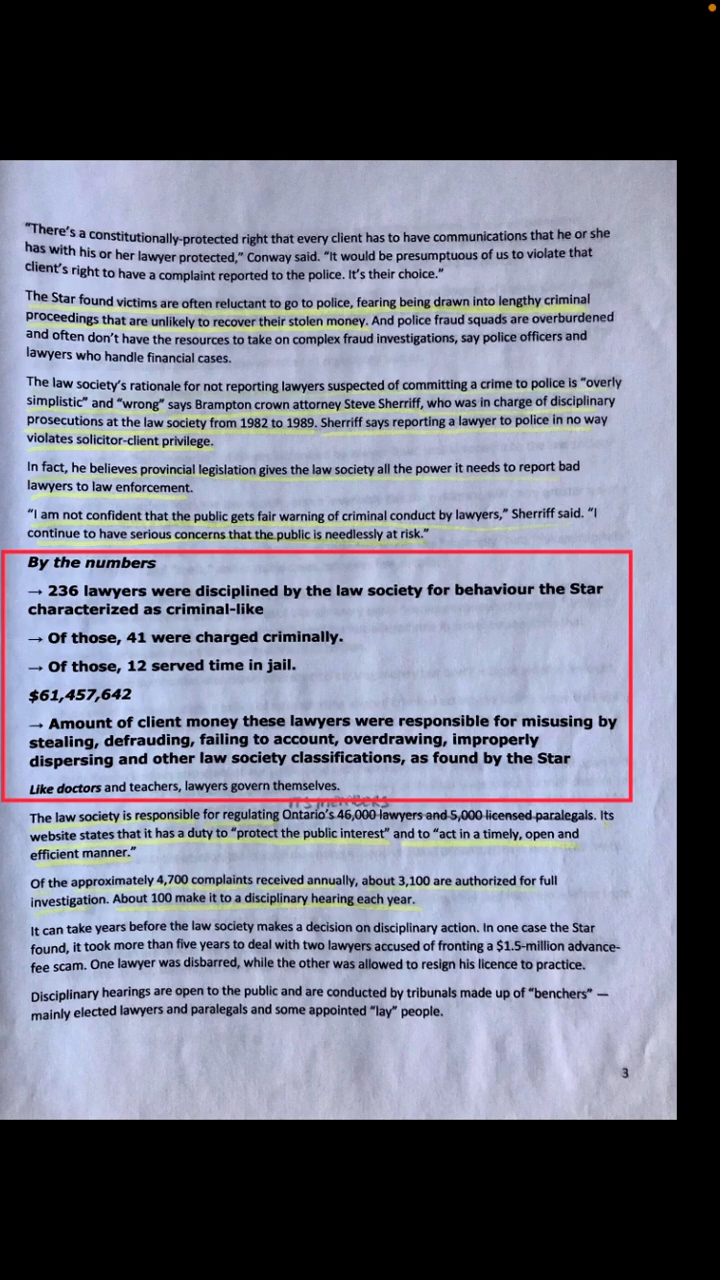 “There’s a constitutionally-protected right that every client has to have communications that he or she
has with his or her lawyer protected,” Conway said. “It would be presumptuous of us to violate that
client’s right to have a complaint reported to the police. It’s their choice.”
The Star found victims are often reluctant to go to police, fearing being drawn into lengthy criminal
proceedings that are unlikely to recover their stolen money. And police fraud squads are overburdened
and often don’t have the resources to take on complex fraud investigations, say police officers and
lawyers who handle financial cases.
The law society’s rationale for not reporting lawyers suspected of committing a crime to police is “overly
simplistic” and “wrong” says Brampton crown attorney Steve Sherriff, who was in charge of disciplinary
prosecutions at the law society from 1982 to 1989. Sherriff says reporting a lawyer to police in no way
violates solicitor-client privilege.
In fact, he believes provincial legislation gives the law society all the power it needs to report bad
lawyers to law enforcement.
“I am not confident that the public gets fair warning of criminal conduct by lawyers,” Sherriff said. “I
continue to have serious concerns that the public is needlessly at risk.”
By the numbers
→ 236 lawyers were disciplined by the law society for behaviour the Star
characterized as criminal-like
→ Of those, 41 were charged criminally.
→ Of those, 12 served time in jail.
$61,457,642
→ Amount of client money these lawyers were responsible for misusing by
stealing, defrauding, failing to account, overdrawing, improperly
dispersing and other law society classifications, as found by the Star
Like doctors and teachers, lawyers govern themselves.
ITS MEMBERS
The law society is responsible for regulating Ontario’s 46,000 lawyers and 5,000 licensed paralegals. Its
website states that it has a duty to “protect the public interest” and to “act in a timely, open and
efficient manner.”
Of the approximately 4,700 complaints received annually, about 3,100 are authorized for full
investigation. About 100 make it to a disciplinary hearing each year.
It can take years before the law society makes a decision on disciplinary action. In one case the Star
found, it took more than five years to deal with two lawyers accused of fronting a $1.5-million advance-
fee scam. One lawyer was disbarred, while the other was allowed to resign his licence to practice.
Disciplinary hearings are open to the public and are conducted by tribunals made up of “benchers” —
mainly elected lawyers and paralegals and some appointed “lay” people.
3